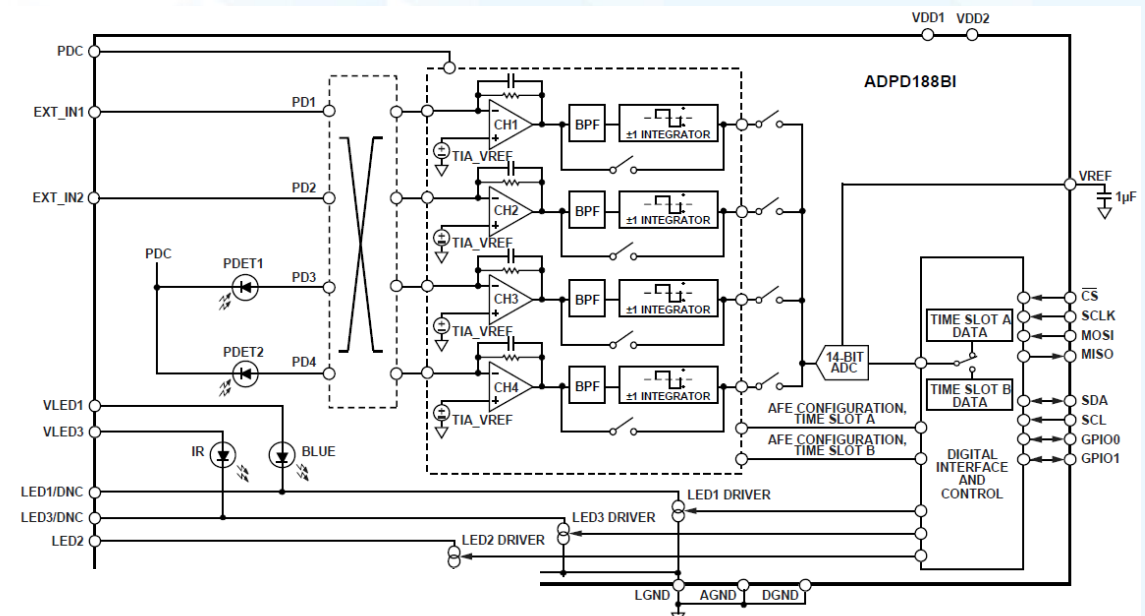 VDD1 VDD2
PDC
ADPD188BI
EXT_IN1
PD1
CH1
BPF
±1 INTEGRATOR
TIA_VREF
EXT_IN2
PD2
CH2
BPF
±1 INTEGRATOR
TIA_VREF
VREF
1µF
PDC
PDET1
PD3
CH3
BPF
±1 INTEGRATOR
TIA_VREF
PDET2
PD4
CH4
BPF
±1 INTEGRATOR
TIA_VREF
14-BIT
ADC
TIME SLOT A
DATA
TIME SLOT B
DATA
CS
SCLK
MOSI
MISO
SDA
SCL
GPIO0
GPIO1
AFE CONFIGURATION,
TIME SLOT A
AFE CONFIGURATION,
TIME SLOT B
DIGITAL
INTERFACE
AND
CONTROL
VLED1
VLED3
IR
BLUE
LED1/DNC
LED1 DRIVER
LED3/DNC
LED3 DRIVER
LED2
LED2 DRIVER
LGND
AGND
DGND